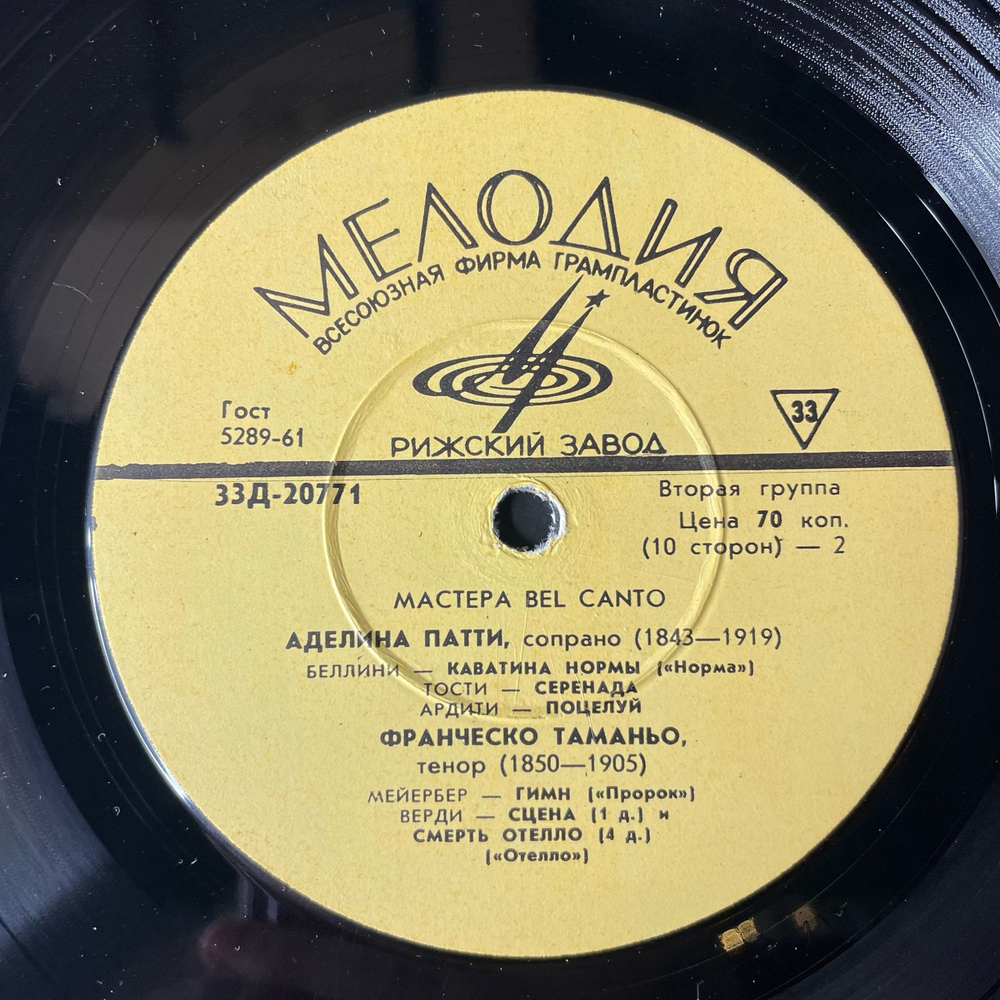 МЕЛОДИЯ
ВСЕСОЮЗНАЯ ФИРМА ГРАМПЛАСТИНОК
РИЖСКИЙ ЗАВОД
Гост
5289-61
33
33Д-20771
Вторая группа
Цена 70 коп.
(10 сторон) — 2
МАСТЕРА BEL CANTO
АДЕЛИНА ПАТТИ, сопрано (1843—1919)
БЕЛЛИНИ — КАВАТИНА НОРМЫ («Норма»)
ТОСТИ — СЕРЕНАДА
АРДИТИ — ПОЦЕЛУЙ
ФРАНЧЕСКО ТАМАНЬО,
тенор (1850—1905)
МЕЙЕРБЕР — ГИМН («Пророк»)
ВЕРДИ — СЦЕНА (1 д.) и
СМЕРТЬ ОТЕЛЛО (4 д.)
(«Отелло»)